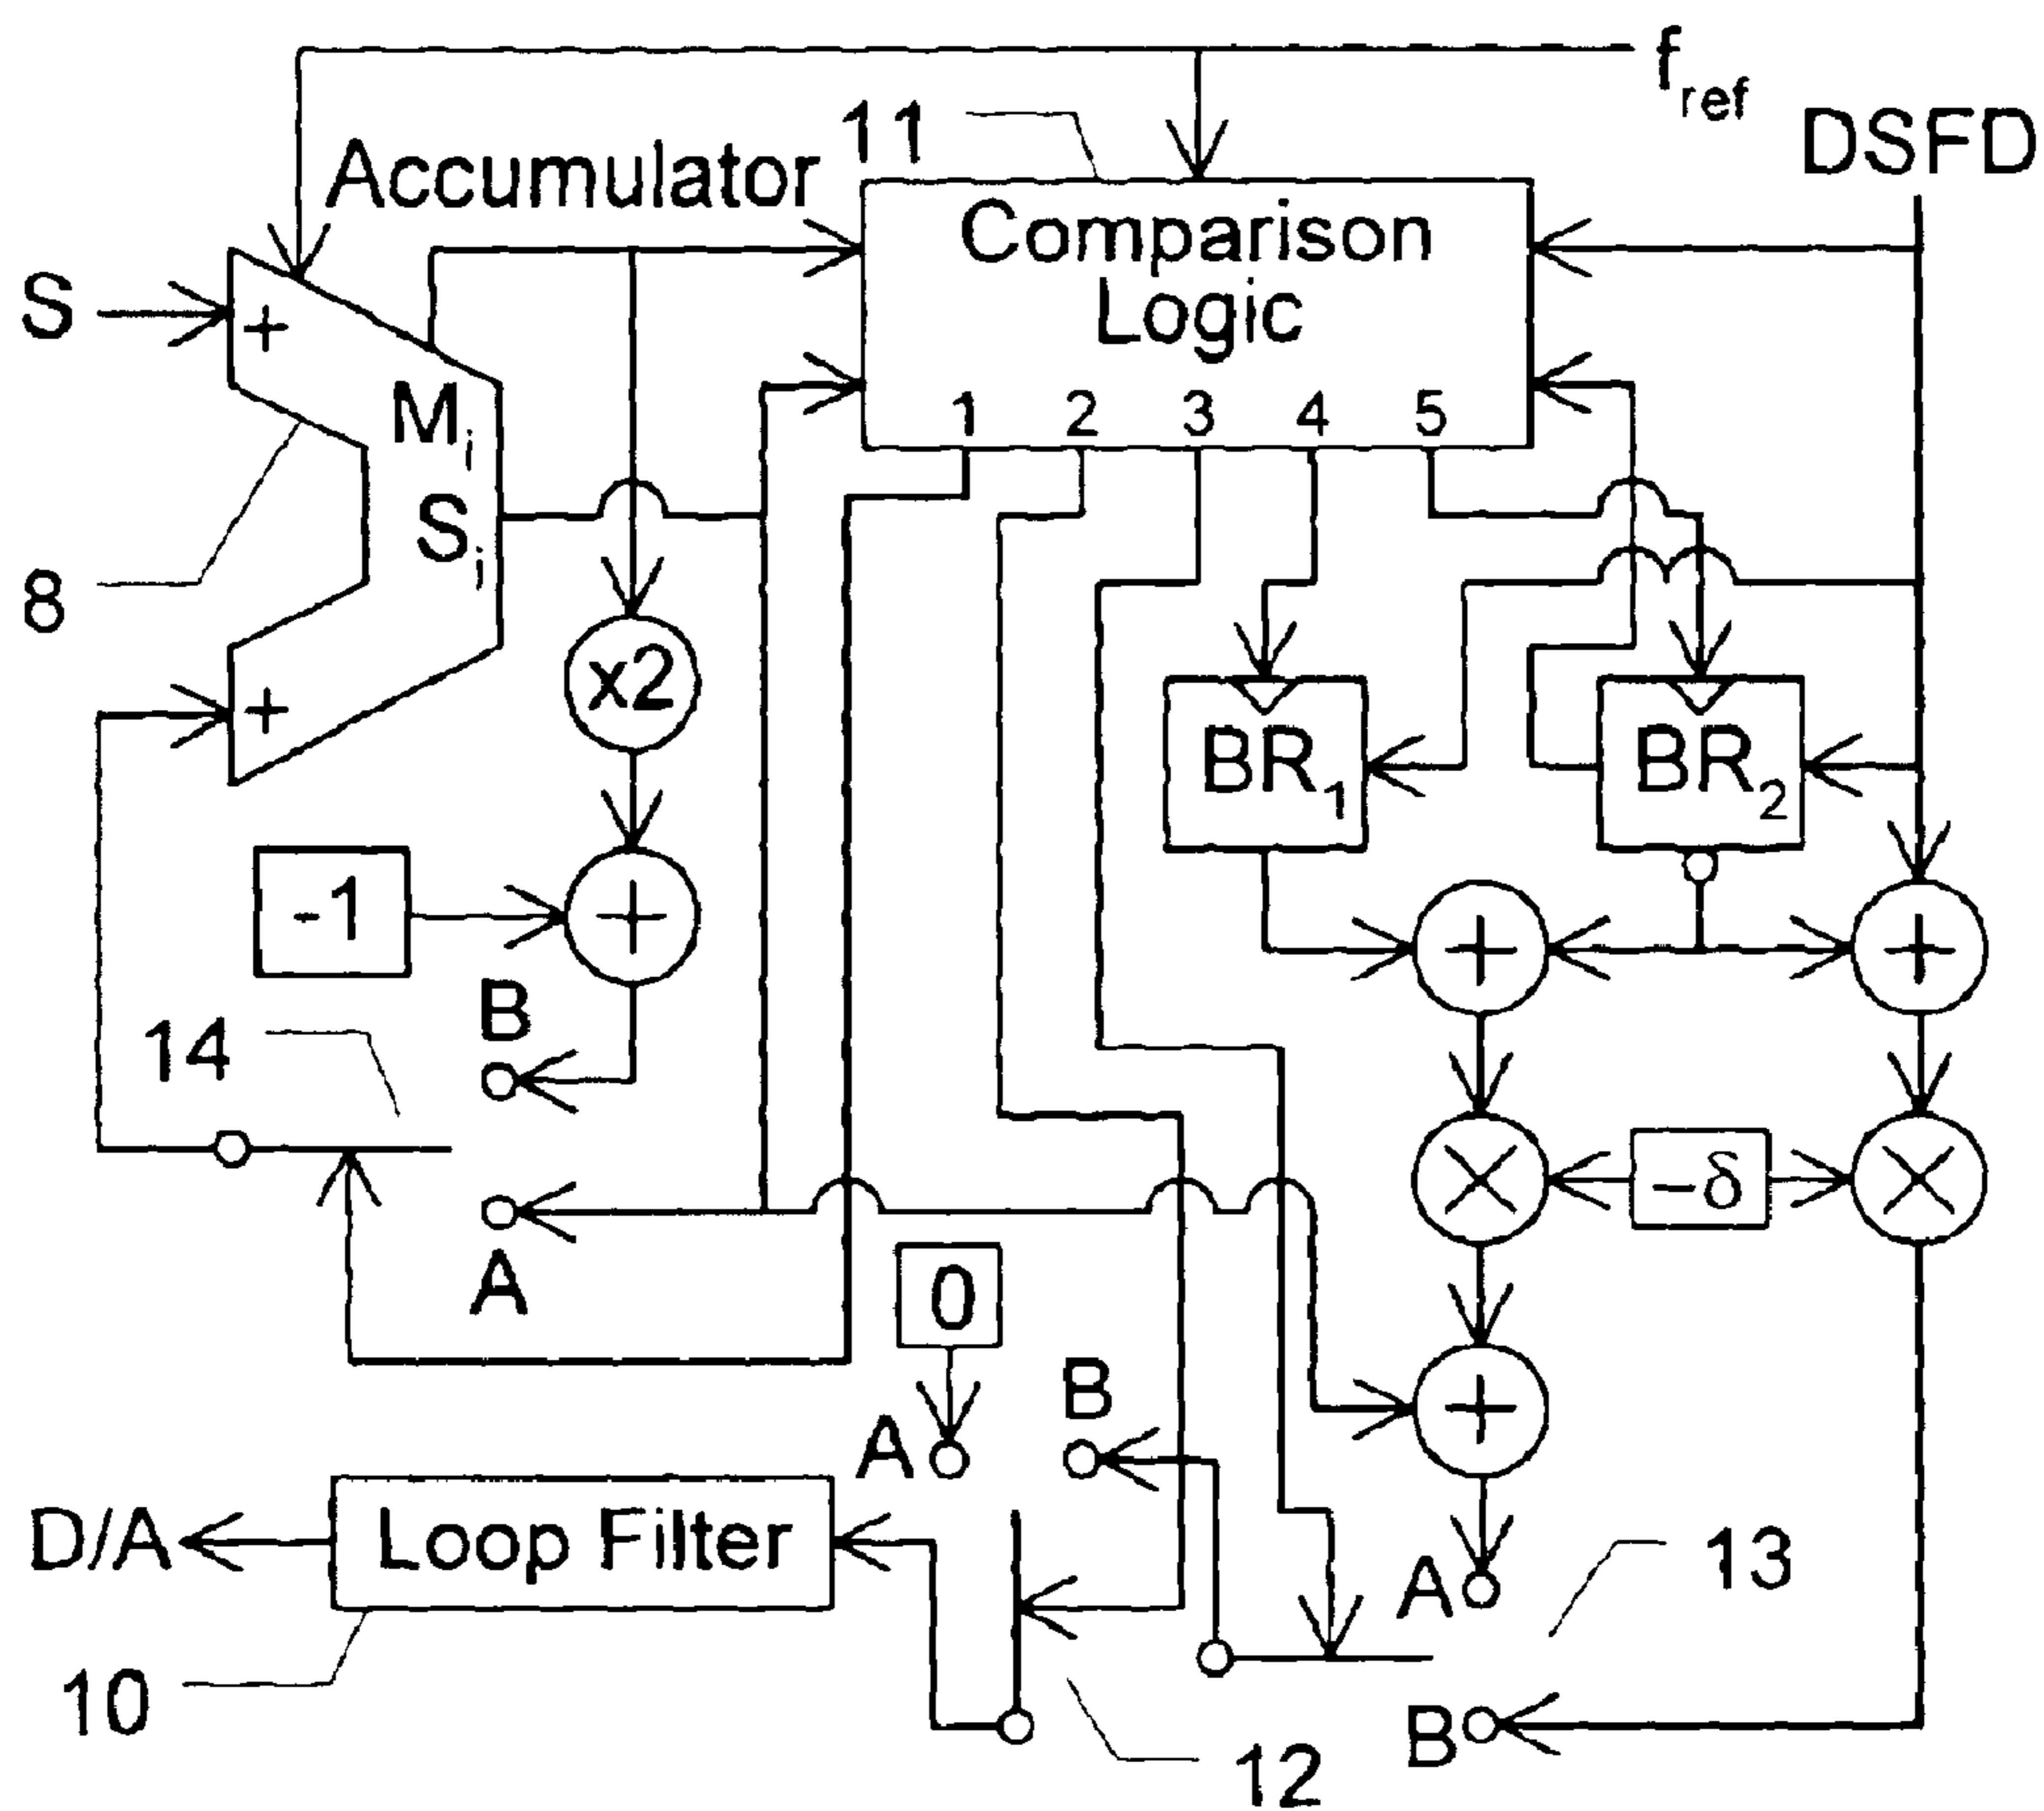 f_ref
DSFD
11
Accumulator
Comparison
Logic
S
+
M_i
1 2 3 4 5
S_i
8
x2
+
BR_1
BR_2
-1
+
+
+
B
14
× × 
−δ
A
0
+
B
A
D/A
Loop Filter
A
13
10
12
B